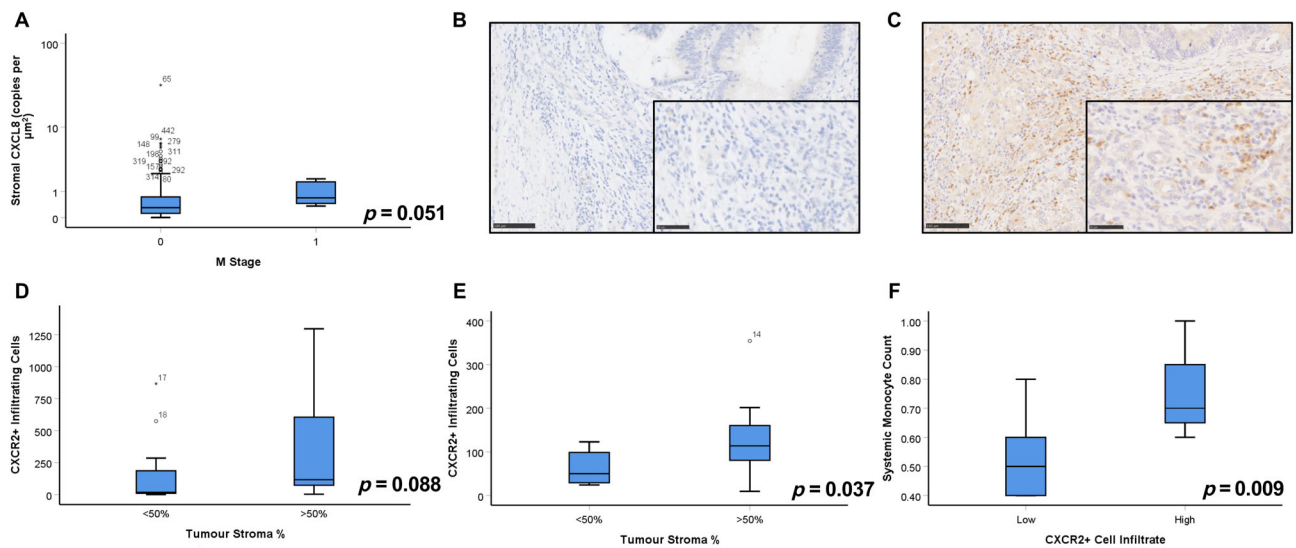 A
Stromal CXCL8 (copies per
µm²)
100
10
1
0
65
442
99
279
148
311
198
319
292
157
314
80
0
1
M Stage
p = 0.051
B
C
D
CXCR2+ Infiltrating Cells
1250
1000
750
500
250
0
17
18
<50%
>50%
Tumour Stroma %
p = 0.088
E
CXCR2+ Infiltrating Cells
400
300
200
100
0
14
<50%
>50%
Tumour Stroma %
p = 0.037
F
Systemic Monocyte Count
1.00
0.90
0.80
0.70
0.60
0.50
0.40
Low
High
CXCR2+ Cell Infiltrate
p = 0.009